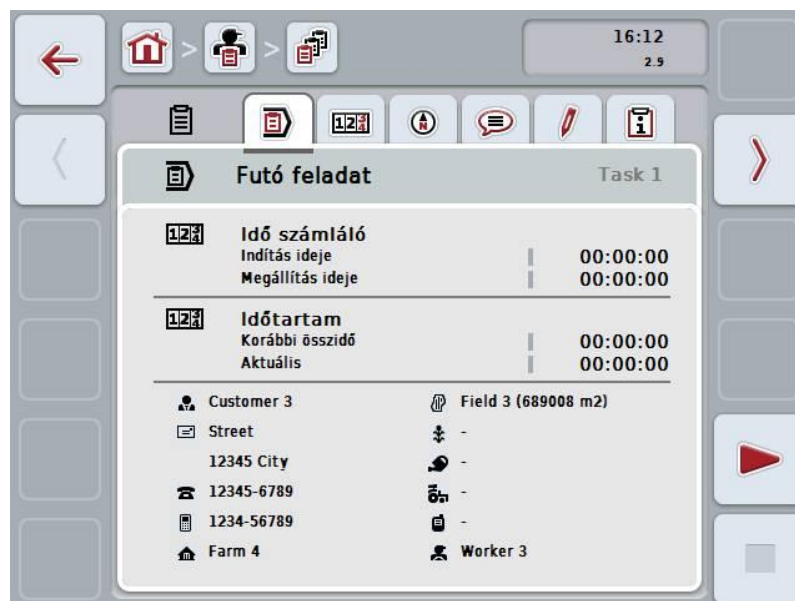 16:12
2.9
Futó feladat Task 1
Idő számláló
Indítás ideje 00:00:00
Megállítás ideje 00:00:00
Időtartam
Korábbi összidő 00:00:00
Aktuális 00:00:00
Customer 3 Field 3 (689008 m2)
Street -
12345 City -
12345-6789 -
1234-56789 -
Farm 4 Worker 3